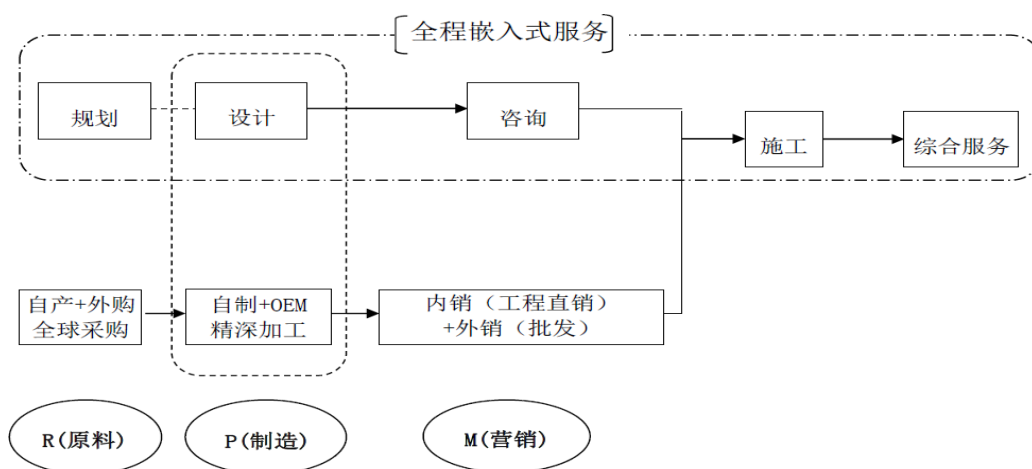 全程嵌入式服务
规划
设计
咨询
施工
综合服务
自产+外购
全球采购
自制+OEM
精深加工
内销（工程直销）
+外销（批发）
R(原料)
P(制造)
M(营销)